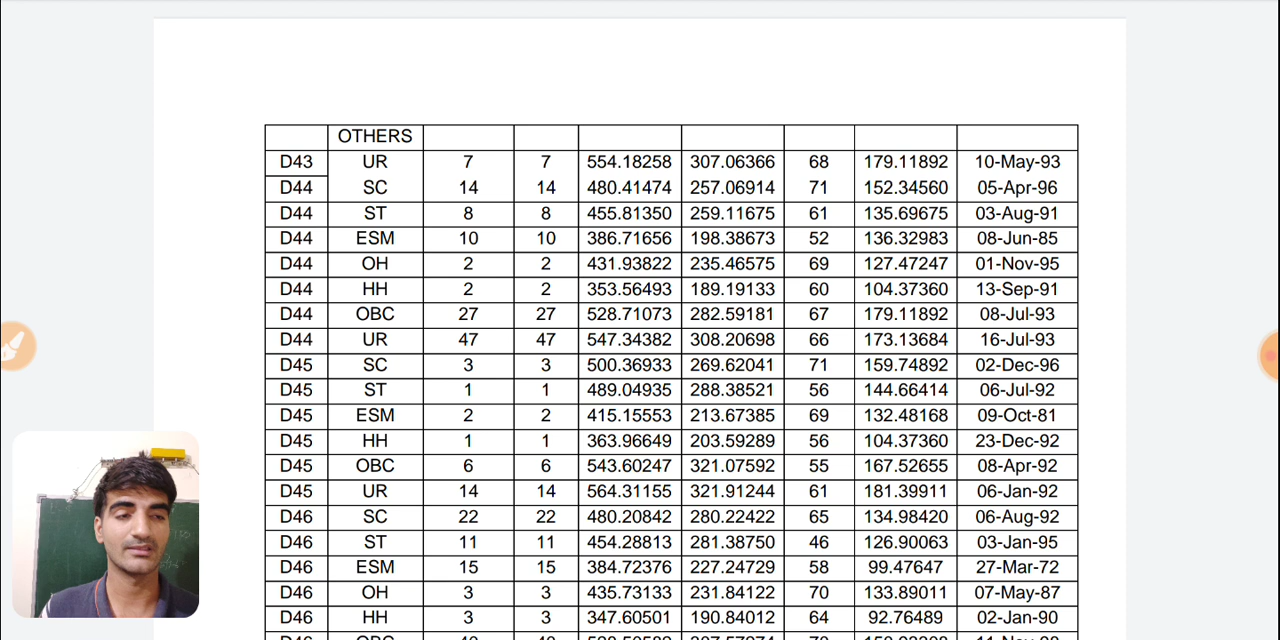 OTHERS
D43 UR 7 7 554.18258 307.06366 68 179.11892 10-May-93
D44 SC 14 14 480.41474 257.06914 71 152.34560 05-Apr-96
D44 ST 8 8 455.81350 259.11675 61 135.69675 03-Aug-91
D44 ESM 10 10 386.71656 198.38673 52 136.32983 08-Jun-85
D44 OH 2 2 431.93822 235.46575 69 127.47247 01-Nov-95
D44 HH 2 2 353.56493 189.19133 60 104.37360 13-Sep-91
D44 OBC 27 27 528.71073 282.59181 67 179.11892 08-Jul-93
D44 UR 47 47 547.34382 308.20698 66 173.13684 16-Jul-93
D45 SC 3 3 500.36933 269.62041 71 159.74892 02-Dec-96
D45 ST 1 1 489.04935 288.38521 56 144.66414 06-Jul-92
D45 ESM 2 2 415.15553 213.67385 69 132.48168 09-Oct-81
D45 HH 1 1 363.96649 203.59289 56 104.37360 23-Dec-92
D45 OBC 6 6 543.60247 321.07592 55 167.52655 08-Apr-92
D45 UR 14 14 564.31155 321.91244 61 181.39911 06-Jan-92
D46 SC 22 22 480.20842 280.22422 65 134.98420 06-Aug-92
D46 ST 11 11 454.28813 281.38750 46 126.90063 03-Jan-95
D46 ESM 15 15 384.72376 227.24729 58 99.47647 27-Mar-72
D46 OH 3 3 435.73133 231.84122 70 133.89011 07-May-87
D46 HH 3 3 347.60501 190.84012 64 92.76489 02-Jan-90
D46 OBC